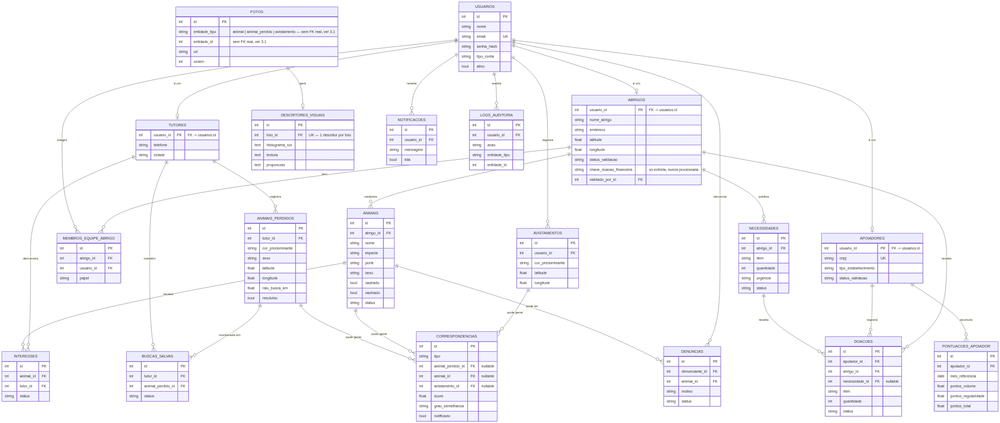 FOTOS
int id PK
string entidade_tipo animal | animal_perdido | avistamento — sem FK real, ver 3.1
int entidade_id sem FK real, ver 3.1
string url
int ordem
USUARIOS
int id PK
string nome
string email UK
string senha_hash
string tipo_conta
bool ativo
é um
gera
recebe
realiza
é um
ABRIGOS
int usuario_id PK FK -> usuarios.id
string nome_abrigo
string endereco
float latitude
float longitude
string status_validacao
string chave_doacao_financeira só exibida, nunca processada
int validado_por_id FK
DESCRITORES_VISUAIS
int id PK
int foto_id FK UK — 1 descritor por foto
text histograma_cor
text textura
text proporcoes
LOGS_AUDITORIA
int id PK
int usuario_id FK
string acao
string entidade_tipo
int entidade_id
NOTIFICACOES
int id PK
int usuario_id FK
string mensagem
bool lida
TUTORES
int usuario_id PK FK -> usuarios.id
string telefone
string cidade
integra
registra
é um
tem
registra
cadastra
denuncia
publica
ANIMAIS_PERDIDOS
int id PK
int tutor_id FK
string cor_predominante
string sexo
float latitude
float longitude
float raio_busca_km
bool resolvido
ANIMAIS
int id PK
int abrigo_id FK
string nome
string especie
string porte
string sexo
bool castrado
bool vacinado
string status
AVISTAMENTOS
int id PK
int usuario_id FK
string cor_predominante
float latitude
float longitude
NECESSIDADES
int id PK
int abrigo_id FK
string item
int quantidade
string urgencia
string status
APOIADORES
int usuario_id PK FK -> usuarios.id
string cnpj UK
string tipo_estabelecimento
string status_validacao
MEMBROS_EQUIPE_ABRIGO
int id PK
int abrigo_id FK
int usuario_id FK
string papel
demonstra
mantém
recebe
recebe
pode ter
pode gerar
monitorada em
pode gerar
pode gerar
recebe
registra
acumula
INTERESSES
int id PK
int animal_id FK
int tutor_id FK
string status
BUSCAS_SALVAS
int id PK
int tutor_id FK
int animal_perdido_id FK
string status
CORRESPONDENCIAS
int id PK
string tipo
int animal_perdido_id FK nullable
int animal_id FK nullable
int avistamento_id FK nullable
float score
string grau_semelhanca
bool notificado
DENUNCIAS
int id PK
int denunciante_id FK
int animal_id FK
string motivo
string status
DOACOES
int id PK
int apoiador_id FK
int abrigo_id FK
int necessidade_id FK nullable
string item
int quantidade
string status
PONTUACOES_APOIADOR
int id PK
int apoiador_id FK
date mes_referencia
float pontos_volume
float pontos_regularidade
float pontos_total